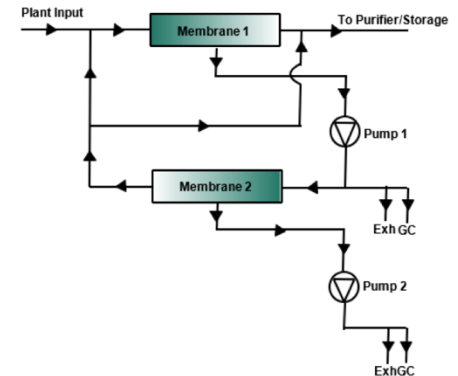 Plant Input
To Purifier/Storage
Membrane 1
Pump 1
Membrane 2
Exh GC
Pump 2
ExhGC